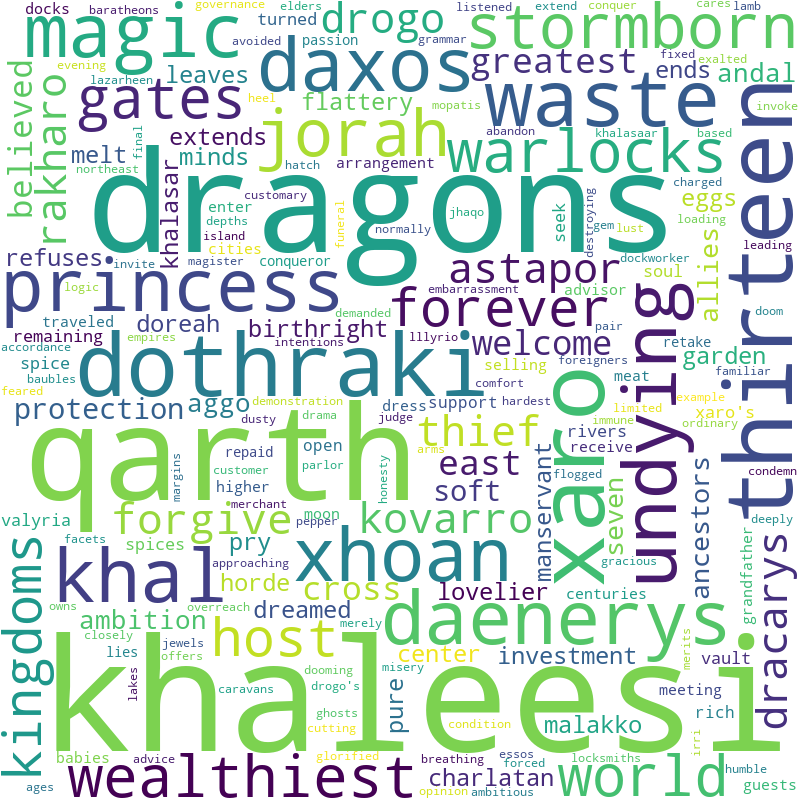 governance
elders
extend
conquer
cares
lamb
docks
baratheons
turned
drogo
listened
grammar
magic
stormborn
avoided
passion
fixed
exalted
evening
daxos
greatest
ends
andal
lazarheen
leaves
believed
gates
heel
flattery
mopatis
waste
invoke
rakharo
extends
jorah
abandon
khalasaar
based
melt
final
minds
hatch
arrangement
warlocks
thirteen
northeast
khalasar
customary
dragons
charged
enter
jhaqo
seek
destroying
gem
lust
eggs
depths
loading
island
funeral
normally
dockworker
leading
refuses
cities
invite
magister
conqueror
astapor
soul
allies
logic
princess
demanded
embarrassment
advisor
forever
undying
pair
doom
traveled
doreah
birthright
lllyrio
welcome
retake
remaining
empires
intentions
foreigners
garden
accordance
dothraki
selling
familiar
spice
meat
feared
baubles
comfort
xaro
example
protection
aggo
demonstration
dress
support
hardest
limited
xaro's
dusty
drama
judge
thief
immune
ordinary
qarth
repaid
open
arms
east
rivers
receive
condemn
margins
customer
parlor
honesty
higher
soft
flogged
manservant
merchant
valyria
forgive
moon
pepper
kovarro
seven
ancestors
deeply
facets
spices
pry
approaching
xhoan
gracious
dracarys
grandfather
kingdoms
khal
horde
cross
lovelier
centuries
owns
overreach
dreamed
merely
daenerys
ambition
host
closely
lies
jewels
center
investment
merits
vault
offers
dooming
misery
meeting
lakes
caravans
drogo's
pure
khaleesi
rich
ghosts
condition
malakko
irri
cutting
babies
glorified
breathing
essos
locksmiths
humble
ages
advice
wealthiest
opinion
charlatan
ambitious
forced
world
guests